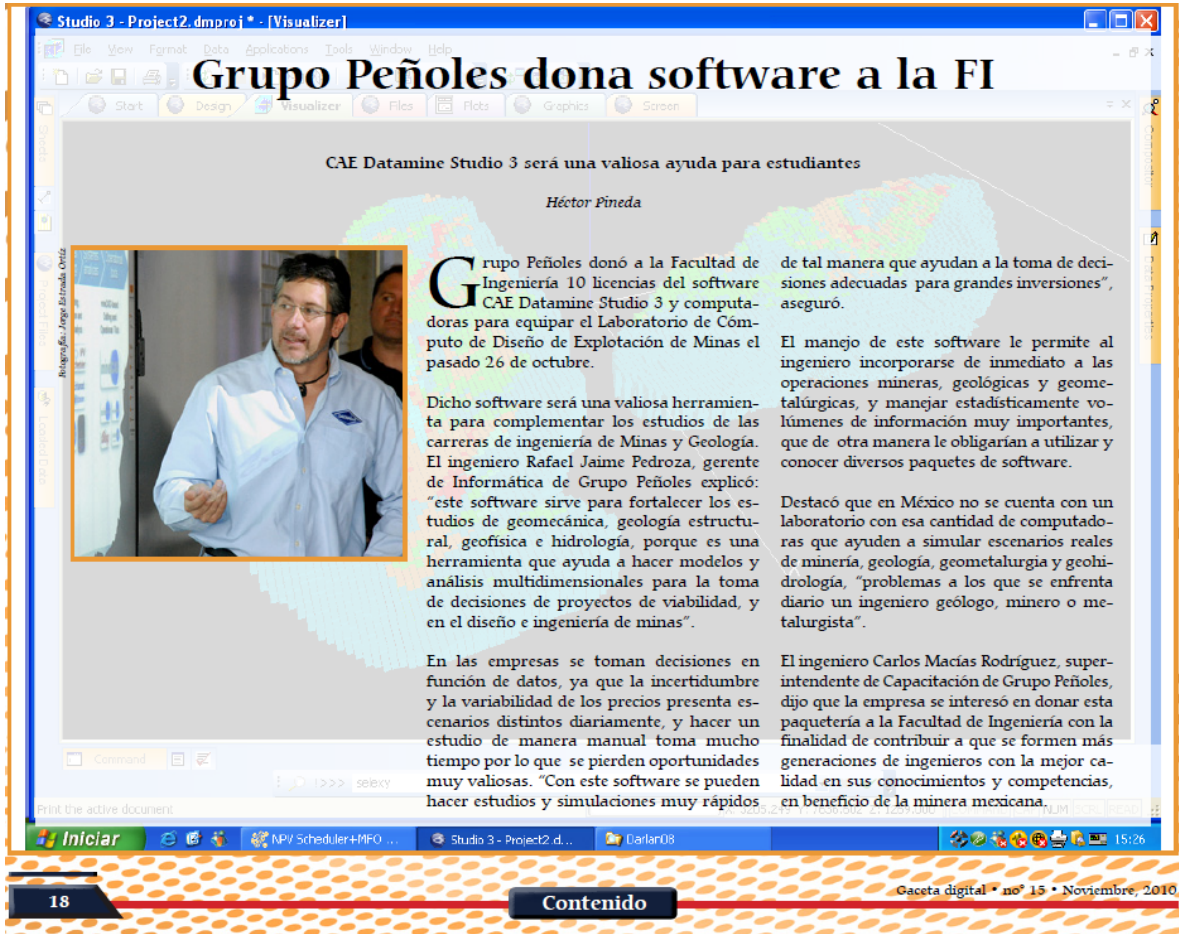 Studio 3 - Project2.dmproj * - [Visualizer]
File View Format Data Applications Tools Window Help
Grupo Peñoles dona software a la FI
Start Design Visualizer Files Plots Graphics Screen
CAE Datamine Studio 3 será una valiosa ayuda para estudiantes
Héctor Pineda
Fotografía: Jorge Estrada Ortíz
Grupo Peñoles donó a la Facultad de
Ingeniería 10 licencias del software
CAE Datamine Studio 3 y computa-
doras para equipar el Laboratorio de Cóm-
puto de Diseño de Explotación de Minas el
pasado 26 de octubre.
Dicho software será una valiosa herramien-
ta para complementar los estudios de las
carreras de ingeniería de Minas y Geología.
El ingeniero Rafael Jaime Pedroza, gerente
de Informática de Grupo Peñoles explicó:
“este software sirve para fortalecer los es-
tudios de geomecánica, geología estructu-
ral, geofísica e hidrología, porque es una
herramienta que ayuda a hacer modelos y
análisis multidimensionales para la toma
de decisiones de proyectos de viabilidad, y
en el diseño e ingeniería de minas”.
En las empresas se toman decisiones en
función de datos, ya que la incertidumbre
y la variabilidad de los precios presenta es-
cenarios distintos diariamente, y hacer un
estudio de manera manual toma mucho
tiempo por lo que se pierden oportunidades
muy valiosas. “Con este software se pueden
hacer estudios y simulaciones muy rápidos
de tal manera que ayudan a la toma de deci-
siones adecuadas para grandes inversiones”,
aseguró.
El manejo de este software le permite al
ingeniero incorporarse de inmediato a las
operaciones mineras, geológicas y geome-
talúrgicas, y manejar estadísticamente vo-
lúmenes de información muy importantes,
que de otra manera le obligarían a utilizar y
conocer diversos paquetes de software.
Destacó que en México no se cuenta con un
laboratorio con esa cantidad de computado-
ras que ayuden a simular escenarios reales
de minería, geología, geometalurgia y geohi-
drología, “problemas a los que se enfrenta
diario un ingeniero geólogo, minero o me-
talurgista”.
El ingeniero Carlos Macías Rodríguez, super-
intendente de Capacitación de Grupo Peñoles,
dijo que la empresa se interesó en donar esta
paquetería a la Facultad de Ingeniería con la
finalidad de contribuir a que se formen más
generaciones de ingenieros con la mejor ca-
lidad en sus conocimientos y competencias,
en beneficio de la minera mexicana.
Sheets
Project Files
Loaded Data
Compositor
Data Properties
Command
>>> selexy
Print the active document
NUM SCRL READ
Iniciar
NPV Scheduler+MFO ...
Studio 3 - Project2.d...
Darlan08
15:26
18
Contenido
Gaceta digital • no° 15 • Noviembre, 2010